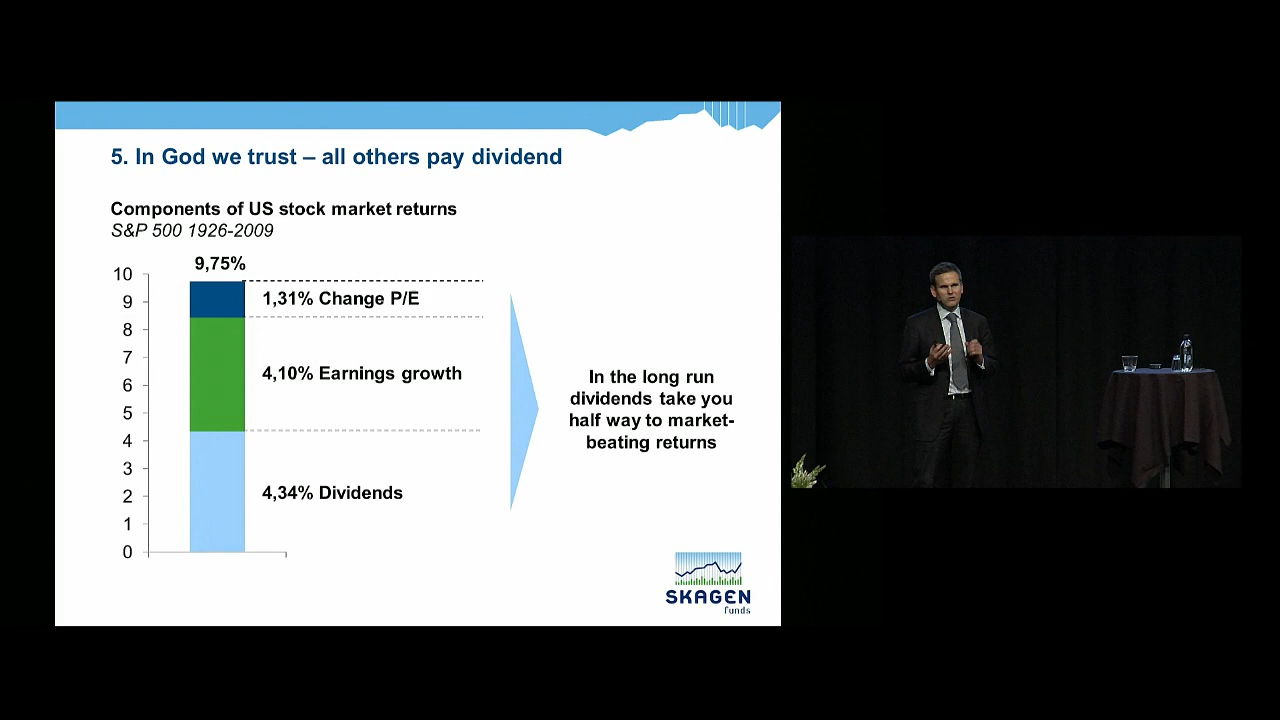 5. In God we trust – all others pay dividend
Components of US stock market returns
S&P 500 1926-2009
9,75%
10
9
8
7
6
5
4
3
2
1
0
1,31% Change P/E
4,10% Earnings growth
4,34% Dividends
In the long run
dividends take you
half way to market-
beating returns
SKAGEN
funds